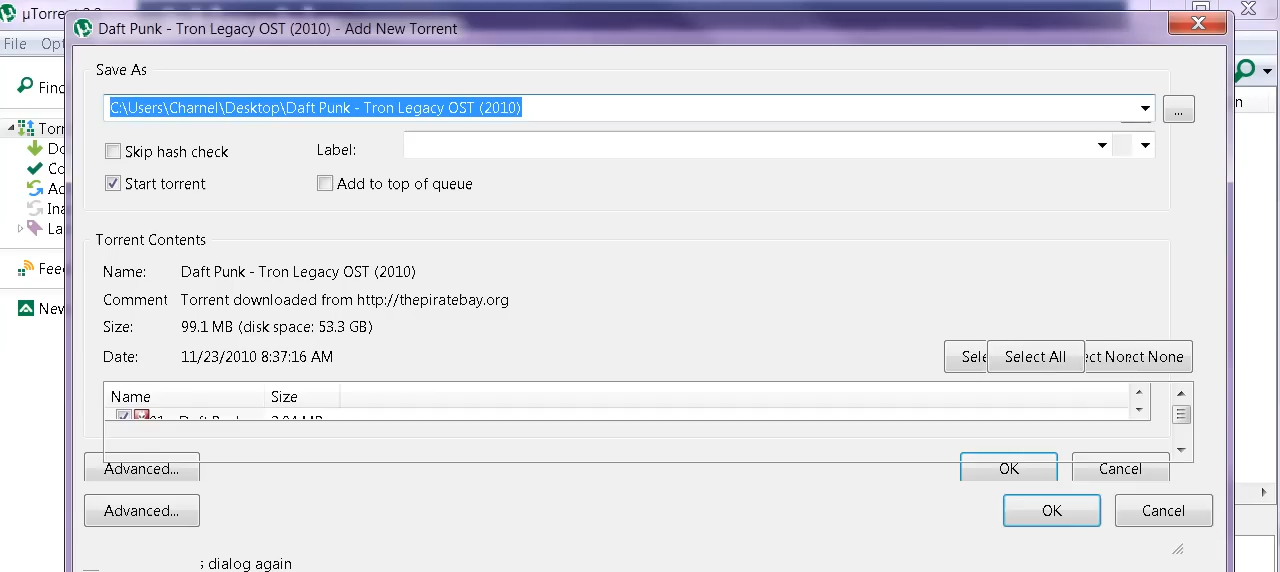 µTorrent
Daft Punk - Tron Legacy OST (2010) - Add New Torrent
File
Save As
C:\Users\Charnel\Desktop\Daft Punk - Tron Legacy OST (2010)
...
Skip hash check
Label:
Start torrent
Add to top of queue
Torrent Contents
Name: Daft Punk - Tron Legacy OST (2010)
Comment Torrent downloaded from http://thepiratebay.org
Size: 99.1 MB (disk space: 53.3 GB)
Date: 11/23/2010 8:37:16 AM
Select All
ct None
Name Size
Advanced... OK Cancel
Advanced... OK Cancel
dialog again